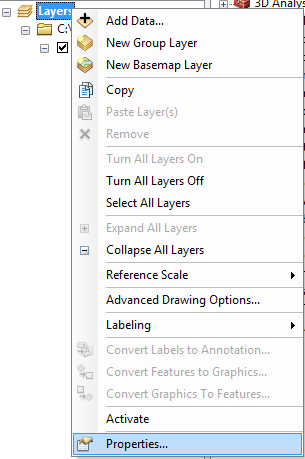 Layers
3D Analys
C:\
Add Data...
New Group Layer
New Basemap Layer
Copy
Paste Layer(s)
Remove
Turn All Layers On
Turn All Layers Off
Select All Layers
Expand All Layers
Collapse All Layers
Reference Scale
Advanced Drawing Options...
Labeling
Convert Labels to Annotation...
Convert Features to Graphics...
Convert Graphics To Features...
Activate
Properties...